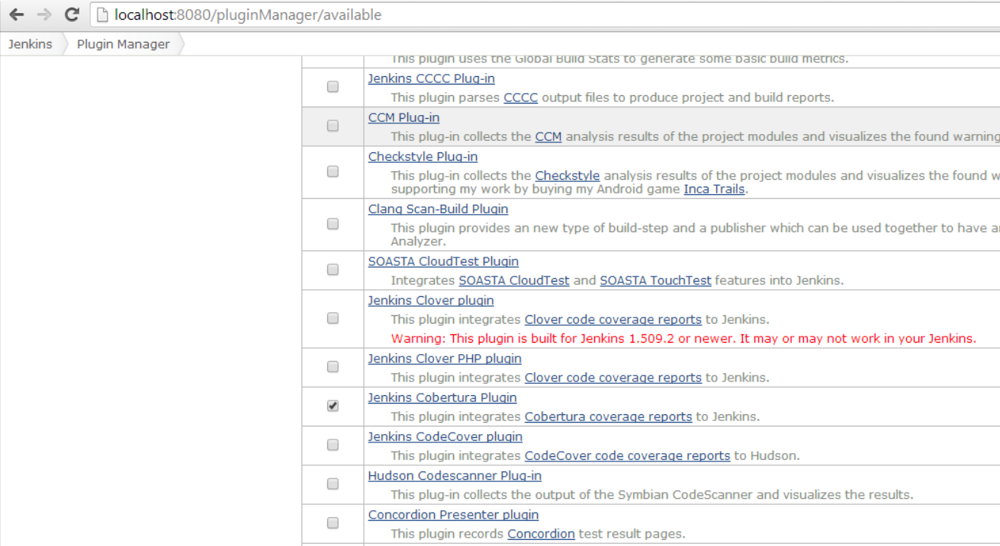 localhost:8080/pluginManager/available
Jenkins Plugin Manager
This plugin uses the Global Build Stats to generate some basic build metrics.
Jenkins CCCC Plug-in
This plugin parses CCCC output files to produce project and build reports.
CCM Plug-in
This plug-in collects the CCM analysis results of the project modules and visualizes the found warning
Checkstyle Plug-in
This plug-in collects the Checkstyle analysis results of the project modules and visualizes the found w
supporting my work by buying my Android game Inca Trails.
Clang Scan-Build Plugin
This plugin provides an new type of build-step and a publisher which can be used together to have a
Analyzer.
SOASTA CloudTest Plugin
Integrates SOASTA CloudTest and SOASTA TouchTest features into Jenkins.
Jenkins Clover plugin
This plugin integrates Clover code coverage reports to Jenkins.
Warning: This plugin is built for Jenkins 1.509.2 or newer. It may or may not work in your Jenkins.
Jenkins Clover PHP plugin
This plugin integrates Clover code coverage reports to Jenkins.
Jenkins Cobertura Plugin
This plugin integrates Cobertura coverage reports to Jenkins.
Jenkins CodeCover plugin
This plugin integrates CodeCover code coverage reports to Hudson.
Hudson Codescanner Plug-in
This plug-in collects the output of the Symbian CodeScanner and visualizes the results.
Concordion Presenter plugin
This plugin records Concordion test result pages.